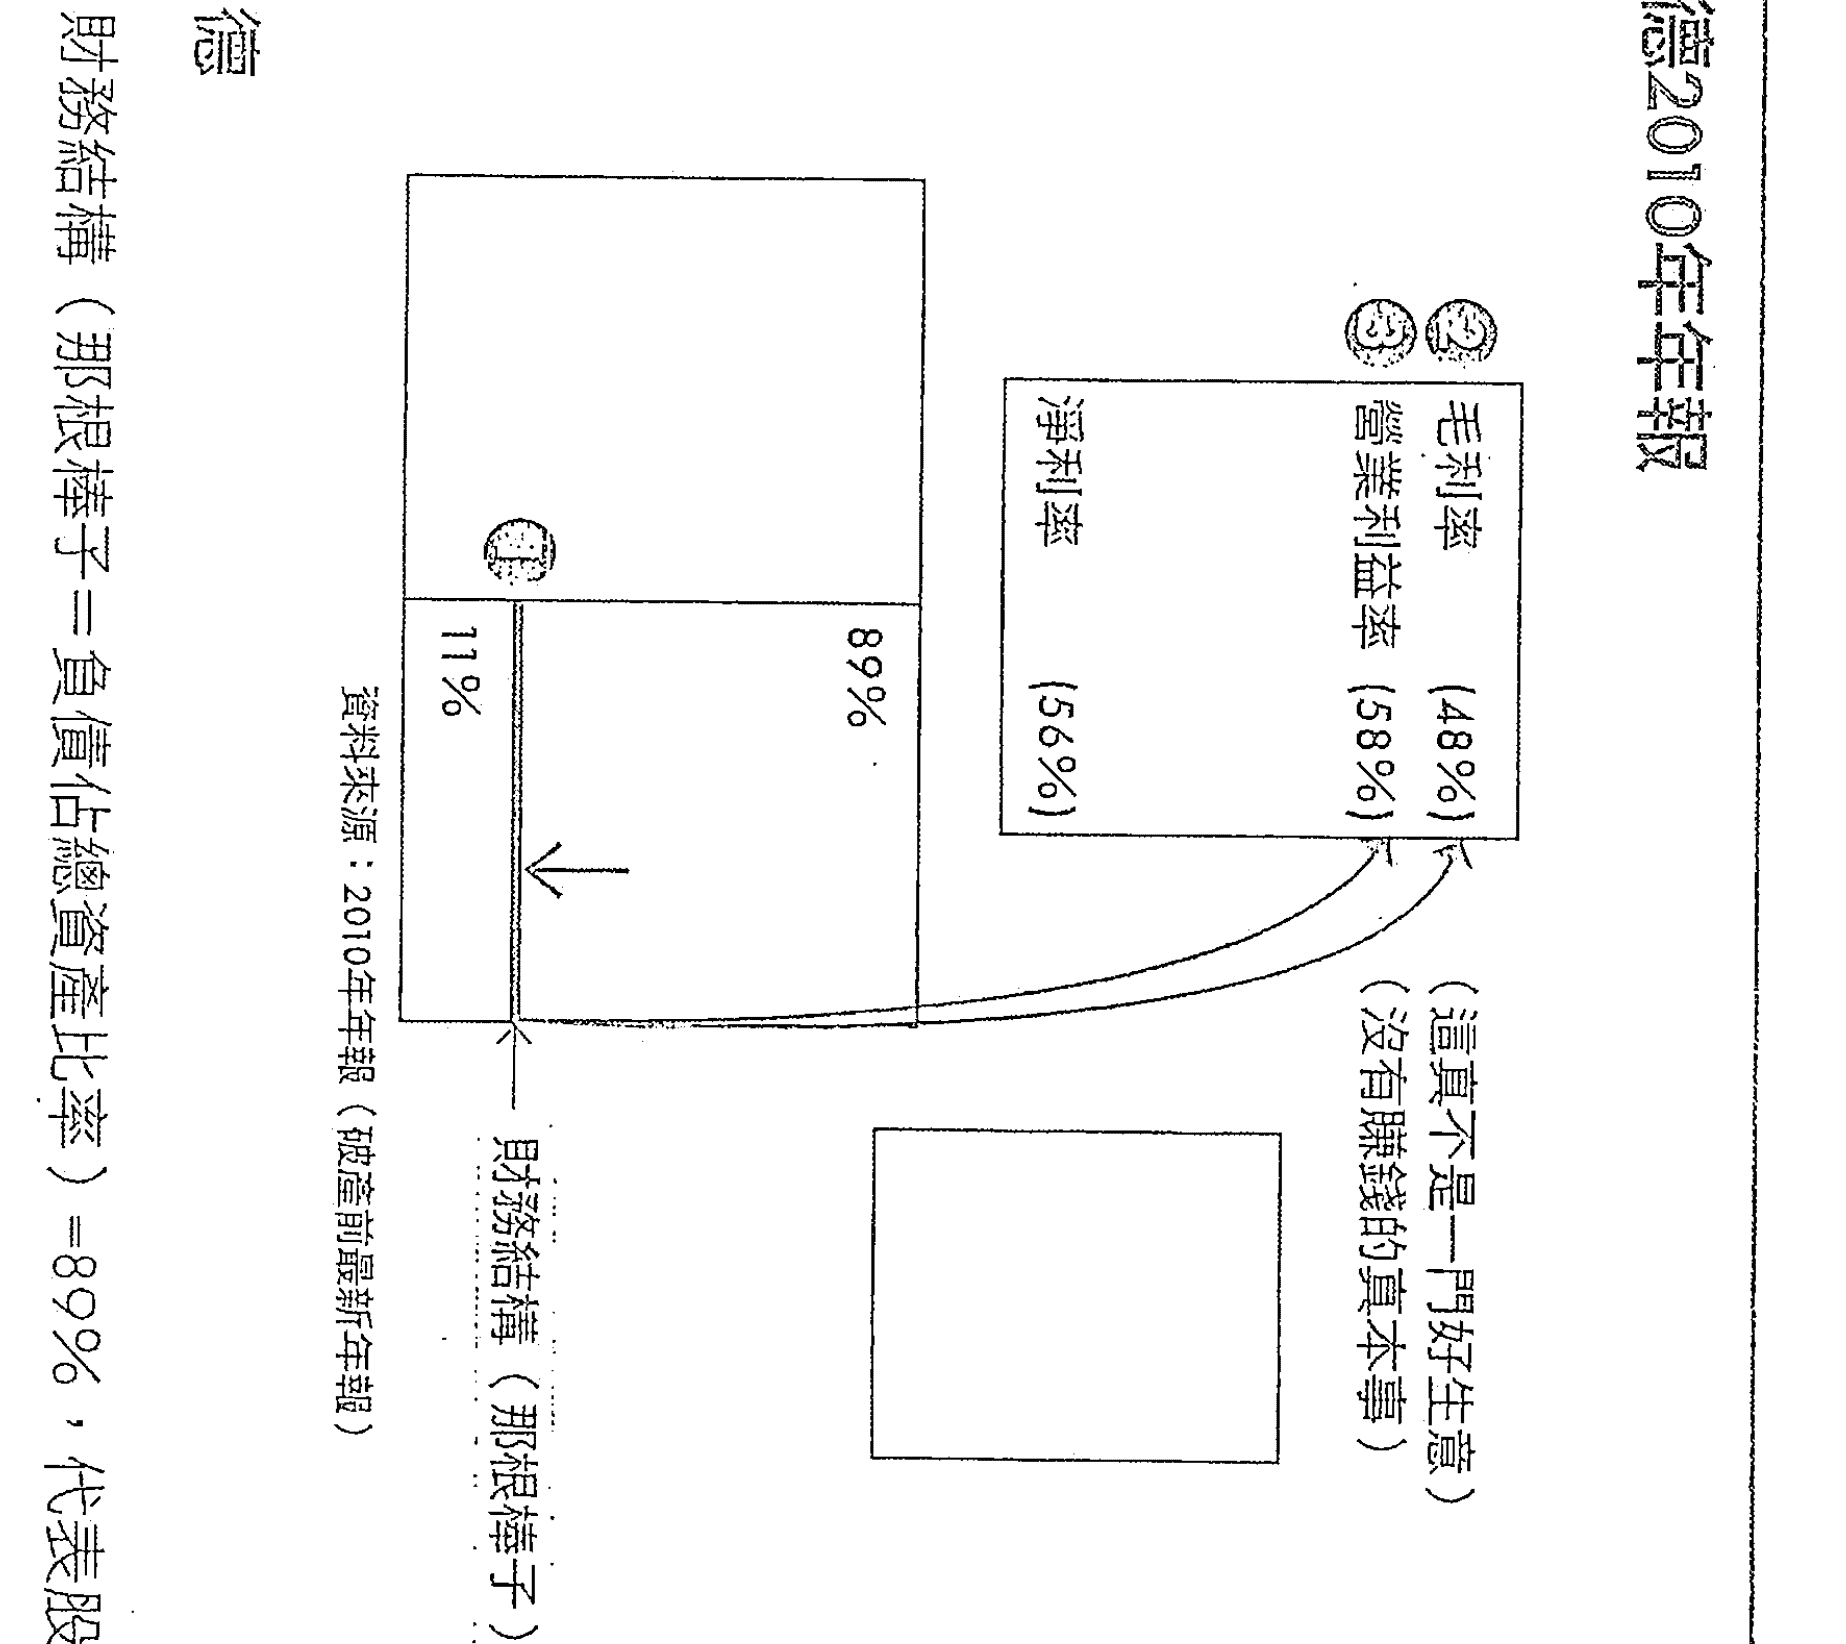 德2010年年報
② 毛利率 (48%) (這真不是一門好生意)
③ 營業利益率 (58%) (沒有賺錢的真本事)
淨利率 (56%)
89%
①
11%
財務結構(那根棒子)
資料來源:2010年年報(破產前最新年報)
德
財務結構(那根棒子=負債佔總資產比率)=89%,代表股